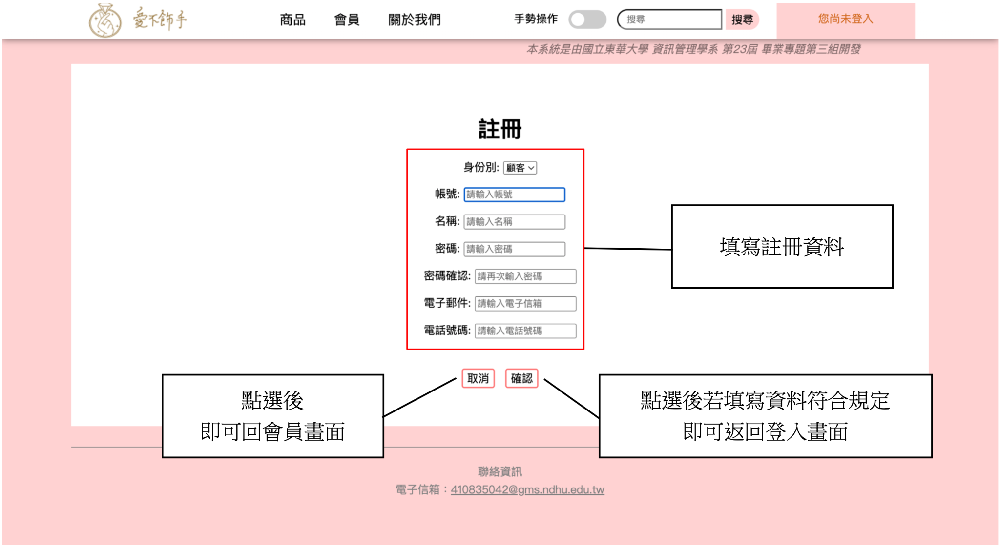 愛不飾手
商品 會員 關於我們 手勢操作 搜尋 搜尋 您尚未登入
本系統是由國立東華大學 資訊管理學系 第23屆 畢業專題第三組開發
註冊
身份別: 顧客
帳號: 請輸入帳號
名稱: 請輸入名稱
密碼: 請輸入密碼
密碼確認: 請再次輸入密碼
電子郵件: 請輸入電子信箱
電話號碼: 請輸入電話號碼
填寫註冊資料
取消 確認
點選後
即可回會員畫面
點選後若填寫資料符合規定
即可返回登入畫面
聯絡資訊
電子信箱：410835042@gms.ndhu.edu.tw